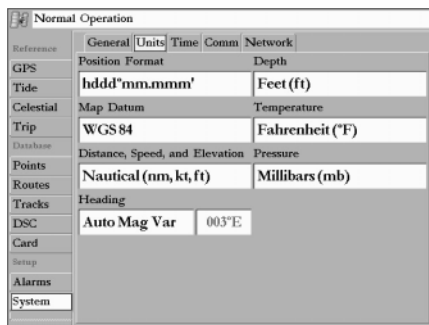 Normal Operation
General Units Time Comm Network
Reference
GPS
Tide
Celestial
Trip
Database
Points
Routes
Tracks
DSC
Card
Setup
Alarms
System
Position Format
hddd°mm.mmm'
Depth
Feet (ft)
Map Datum
WGS 84
Temperature
Fahrenheit (°F)
Distance, Speed, and Elevation
Nautical (nm, kt, ft)
Pressure
Millibars (mb)
Heading
Auto Mag Var 003°E